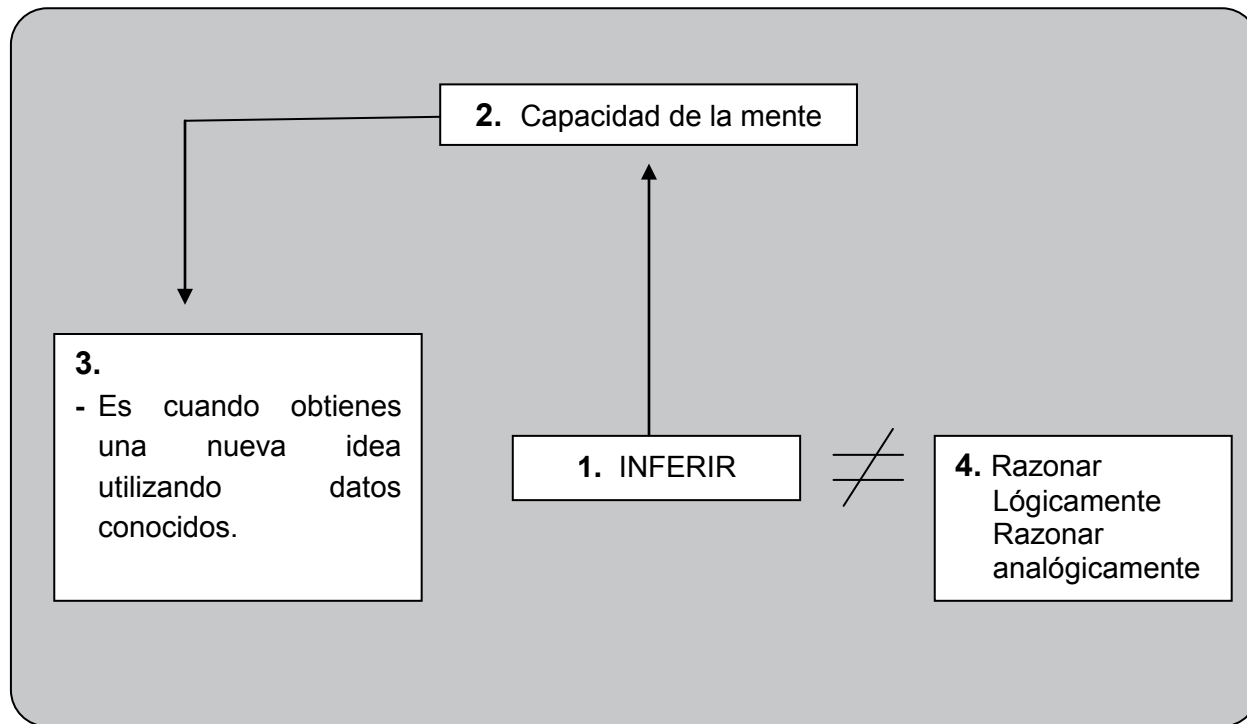 2. Capacidad de la mente
3.
- Es cuando obtienes
una nueva idea
utilizando datos
conocidos.
1. INFERIR
4. Razonar
Lógicamente
Razonar
analógicamente